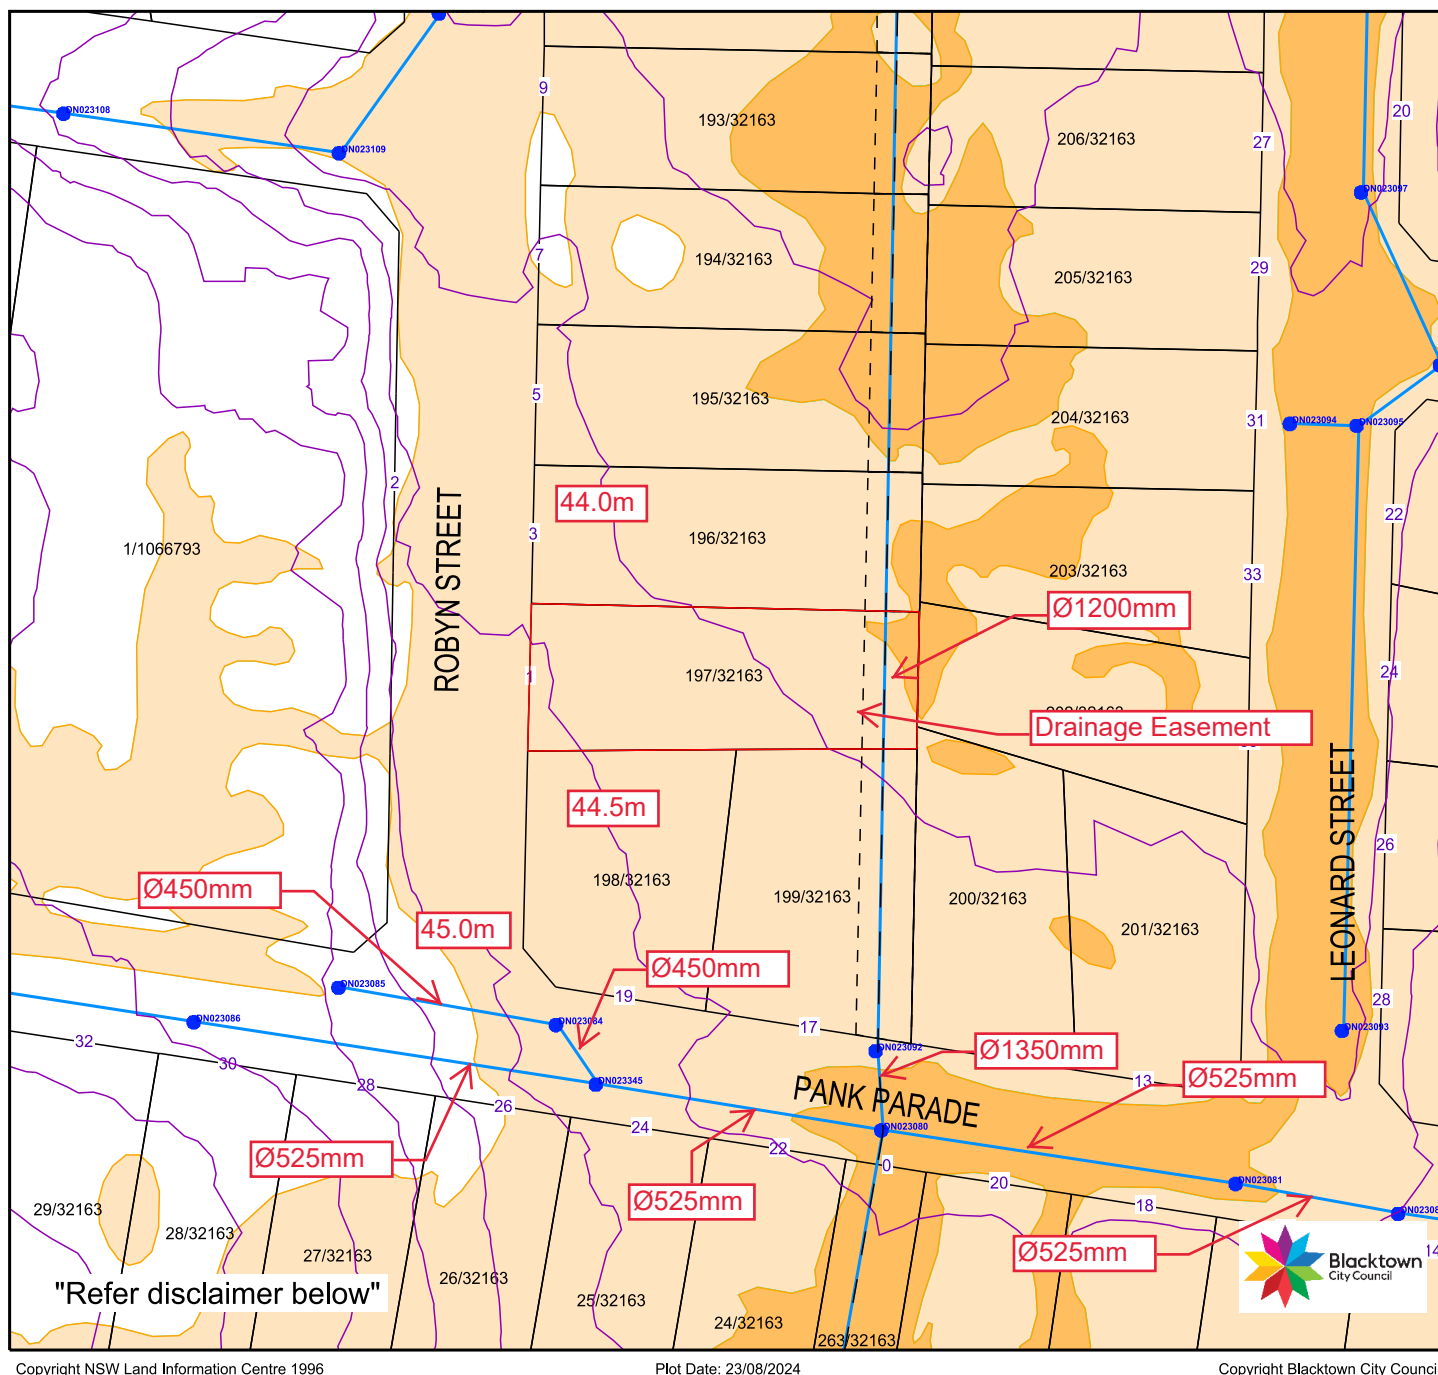 DN023108
DN023109
9
193/32163
206/32163
27
20
DN023097
7
194/32163
205/32163
29
5
195/32163
204/32163
31
DN023094
DN023095
2
ROBYN STREET
44.0m
3
196/32163
1/1066793
203/32163
33
22
Ø1200mm
1
197/32163
24
Drainage Easement
LEONARD STREET
44.5m
26
Ø450mm
198/32163
199/32163
200/32163
201/32163
45.0m
Ø450mm
DN023085
19
17
28
DN023086
DN023084
DN023093
32
30
28
DN023092
Ø1350mm
13
Ø525mm
DN023345
26
24
22
PANK PARADE
DN023080
0
20
18
DN023081
Ø525mm
Ø525mm
Ø525mm
29/32163
28/32163
27/32163
26/32163
25/32163
24/32163
263/32163
14
Blacktown
City Council
"Refer disclaimer below"
Copyright NSW Land Information Centre 1996
Plot Date: 23/08/2024
Copyright Blacktown City Council